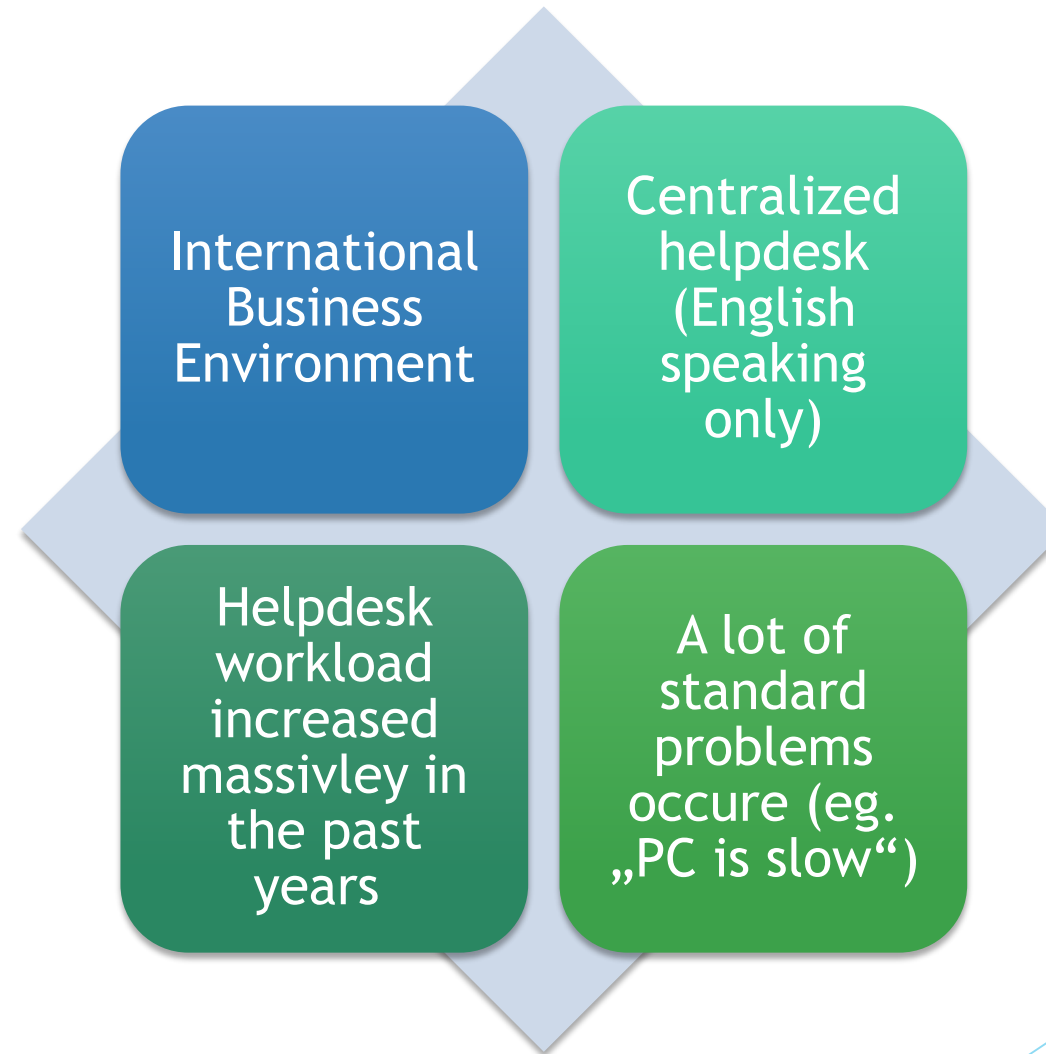 International
Business
Environment
Centralized
helpdesk
(English
speaking
only)
Helpdesk
workload
increased
massivley in
the past
years
A lot of
standard
problems
occure (eg.
„PC is slow“)